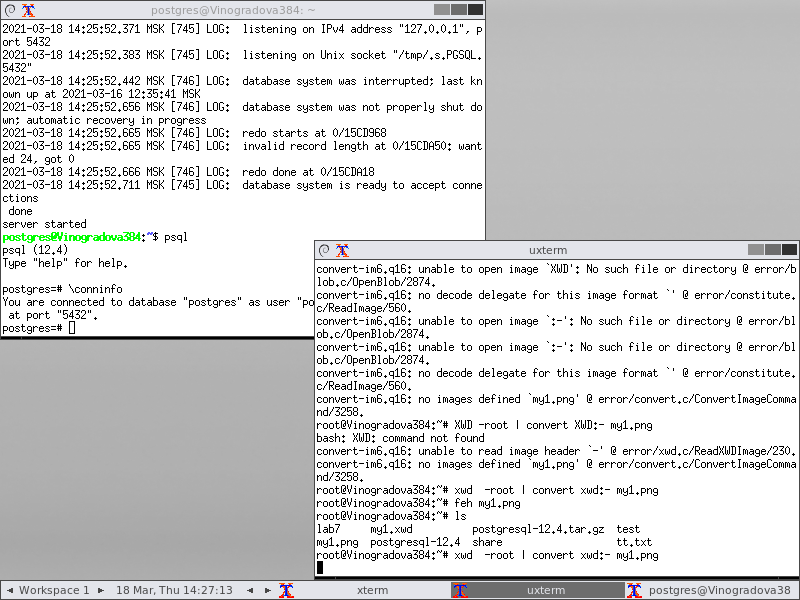 postgres@Vinogradova384: ~
2021-03-18 14:25:52.371 MSK [745] LOG:  listening on IPv4 address "127.0.0.1", p
ort 5432
2021-03-18 14:25:52.383 MSK [745] LOG:  listening on Unix socket "/tmp/.s.PGSQL.
5432"
2021-03-18 14:25:52.442 MSK [746] LOG:  database system was interrupted; last kn
own up at 2021-03-16 12:35:41 MSK
2021-03-18 14:25:52.656 MSK [746] LOG:  database system was not properly shut do
wn; automatic recovery in progress
2021-03-18 14:25:52.665 MSK [746] LOG:  redo starts at 0/15CD968
2021-03-18 14:25:52.665 MSK [746] LOG:  invalid record length at 0/15CDA50: want
ed 24, got 0
2021-03-18 14:25:52.666 MSK [746] LOG:  redo done at 0/15CDA18
2021-03-18 14:25:52.711 MSK [745] LOG:  database system is ready to accept conne
ctions
 done
server started
postgres@Vinogradova384:~$ psql
psql (12.4)
Type "help" for help.
postgres=# \conninfo
You are connected to database "postgres" as user "po
 at port "5432".
postgres=#
uxterm
convert-im6.q16: unable to open image `XWD': No such file or directory @ error/b
lob.c/OpenBlob/2874.
convert-im6.q16: no decode delegate for this image format `' @ error/constitute.
c/ReadImage/560.
convert-im6.q16: unable to open image `:-': No such file or directory @ error/bl
ob.c/OpenBlob/2874.
convert-im6.q16: unable to open image `:-': No such file or directory @ error/bl
ob.c/OpenBlob/2874.
convert-im6.q16: no decode delegate for this image format `' @ error/constitute.
c/ReadImage/560.
convert-im6.q16: no images defined `my1.png' @ error/convert.c/ConvertImageComma
nd/3258.
root@Vinogradova384:~# XWD -root | convert XWD:- my1.png
bash: XWD: command not found
convert-im6.q16: unable to read image header `-' @ error/xwd.c/ReadXWDImage/230.
convert-im6.q16: no images defined `my1.png' @ error/convert.c/ConvertImageComma
nd/3258.
root@Vinogradova384:~# xwd  -root | convert xwd:- my1.png
root@Vinogradova384:~# feh my1.png
root@Vinogradova384:~# ls
lab7     my1.xwd         postgresql-12.4.tar.gz  test
my1.png  postgresql-12.4  share                   tt.txt
root@Vinogradova384:~# xwd  -root | convert xwd:- my1.png
Workspace 1 18 Mar, Thu 14:27:13 xterm uxterm postgres@Vinogradova38